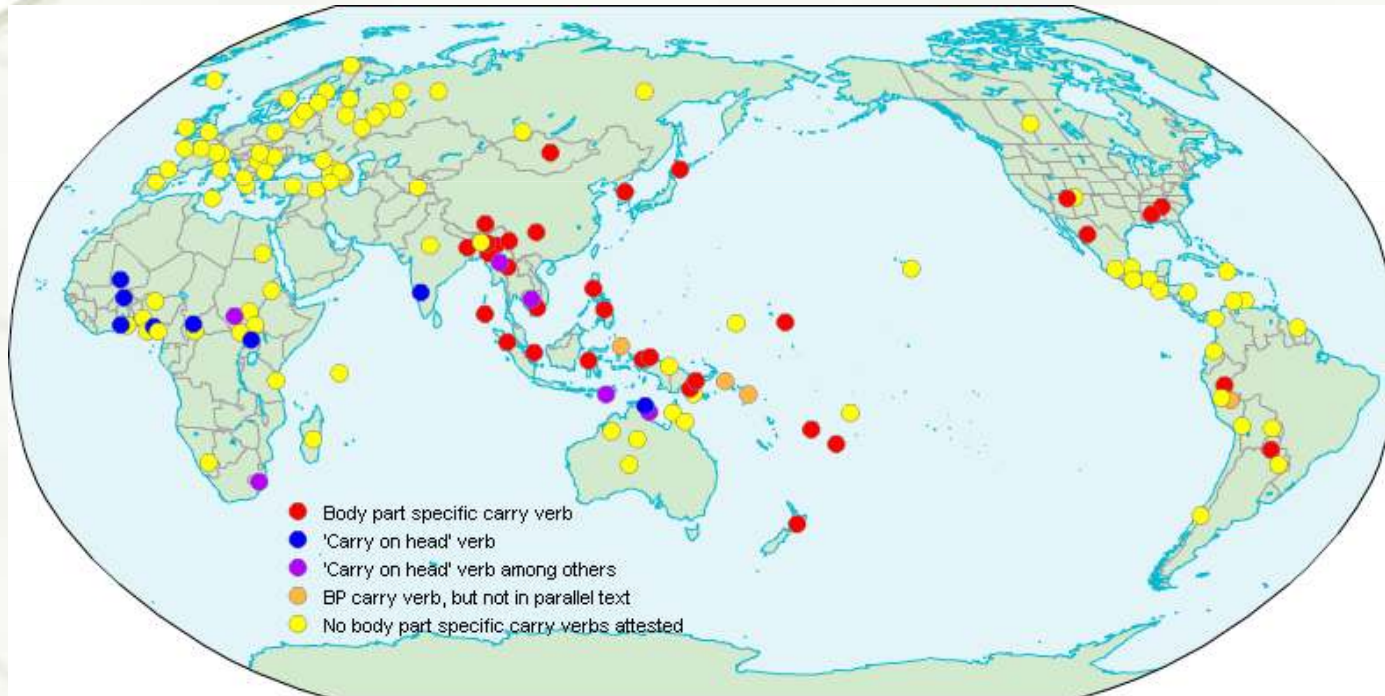 Body part specific carry verb
'Carry on head' verb
'Carry on head' verb among others
BP carry verb, but not in parallel text
No body part specific carry verbs attested